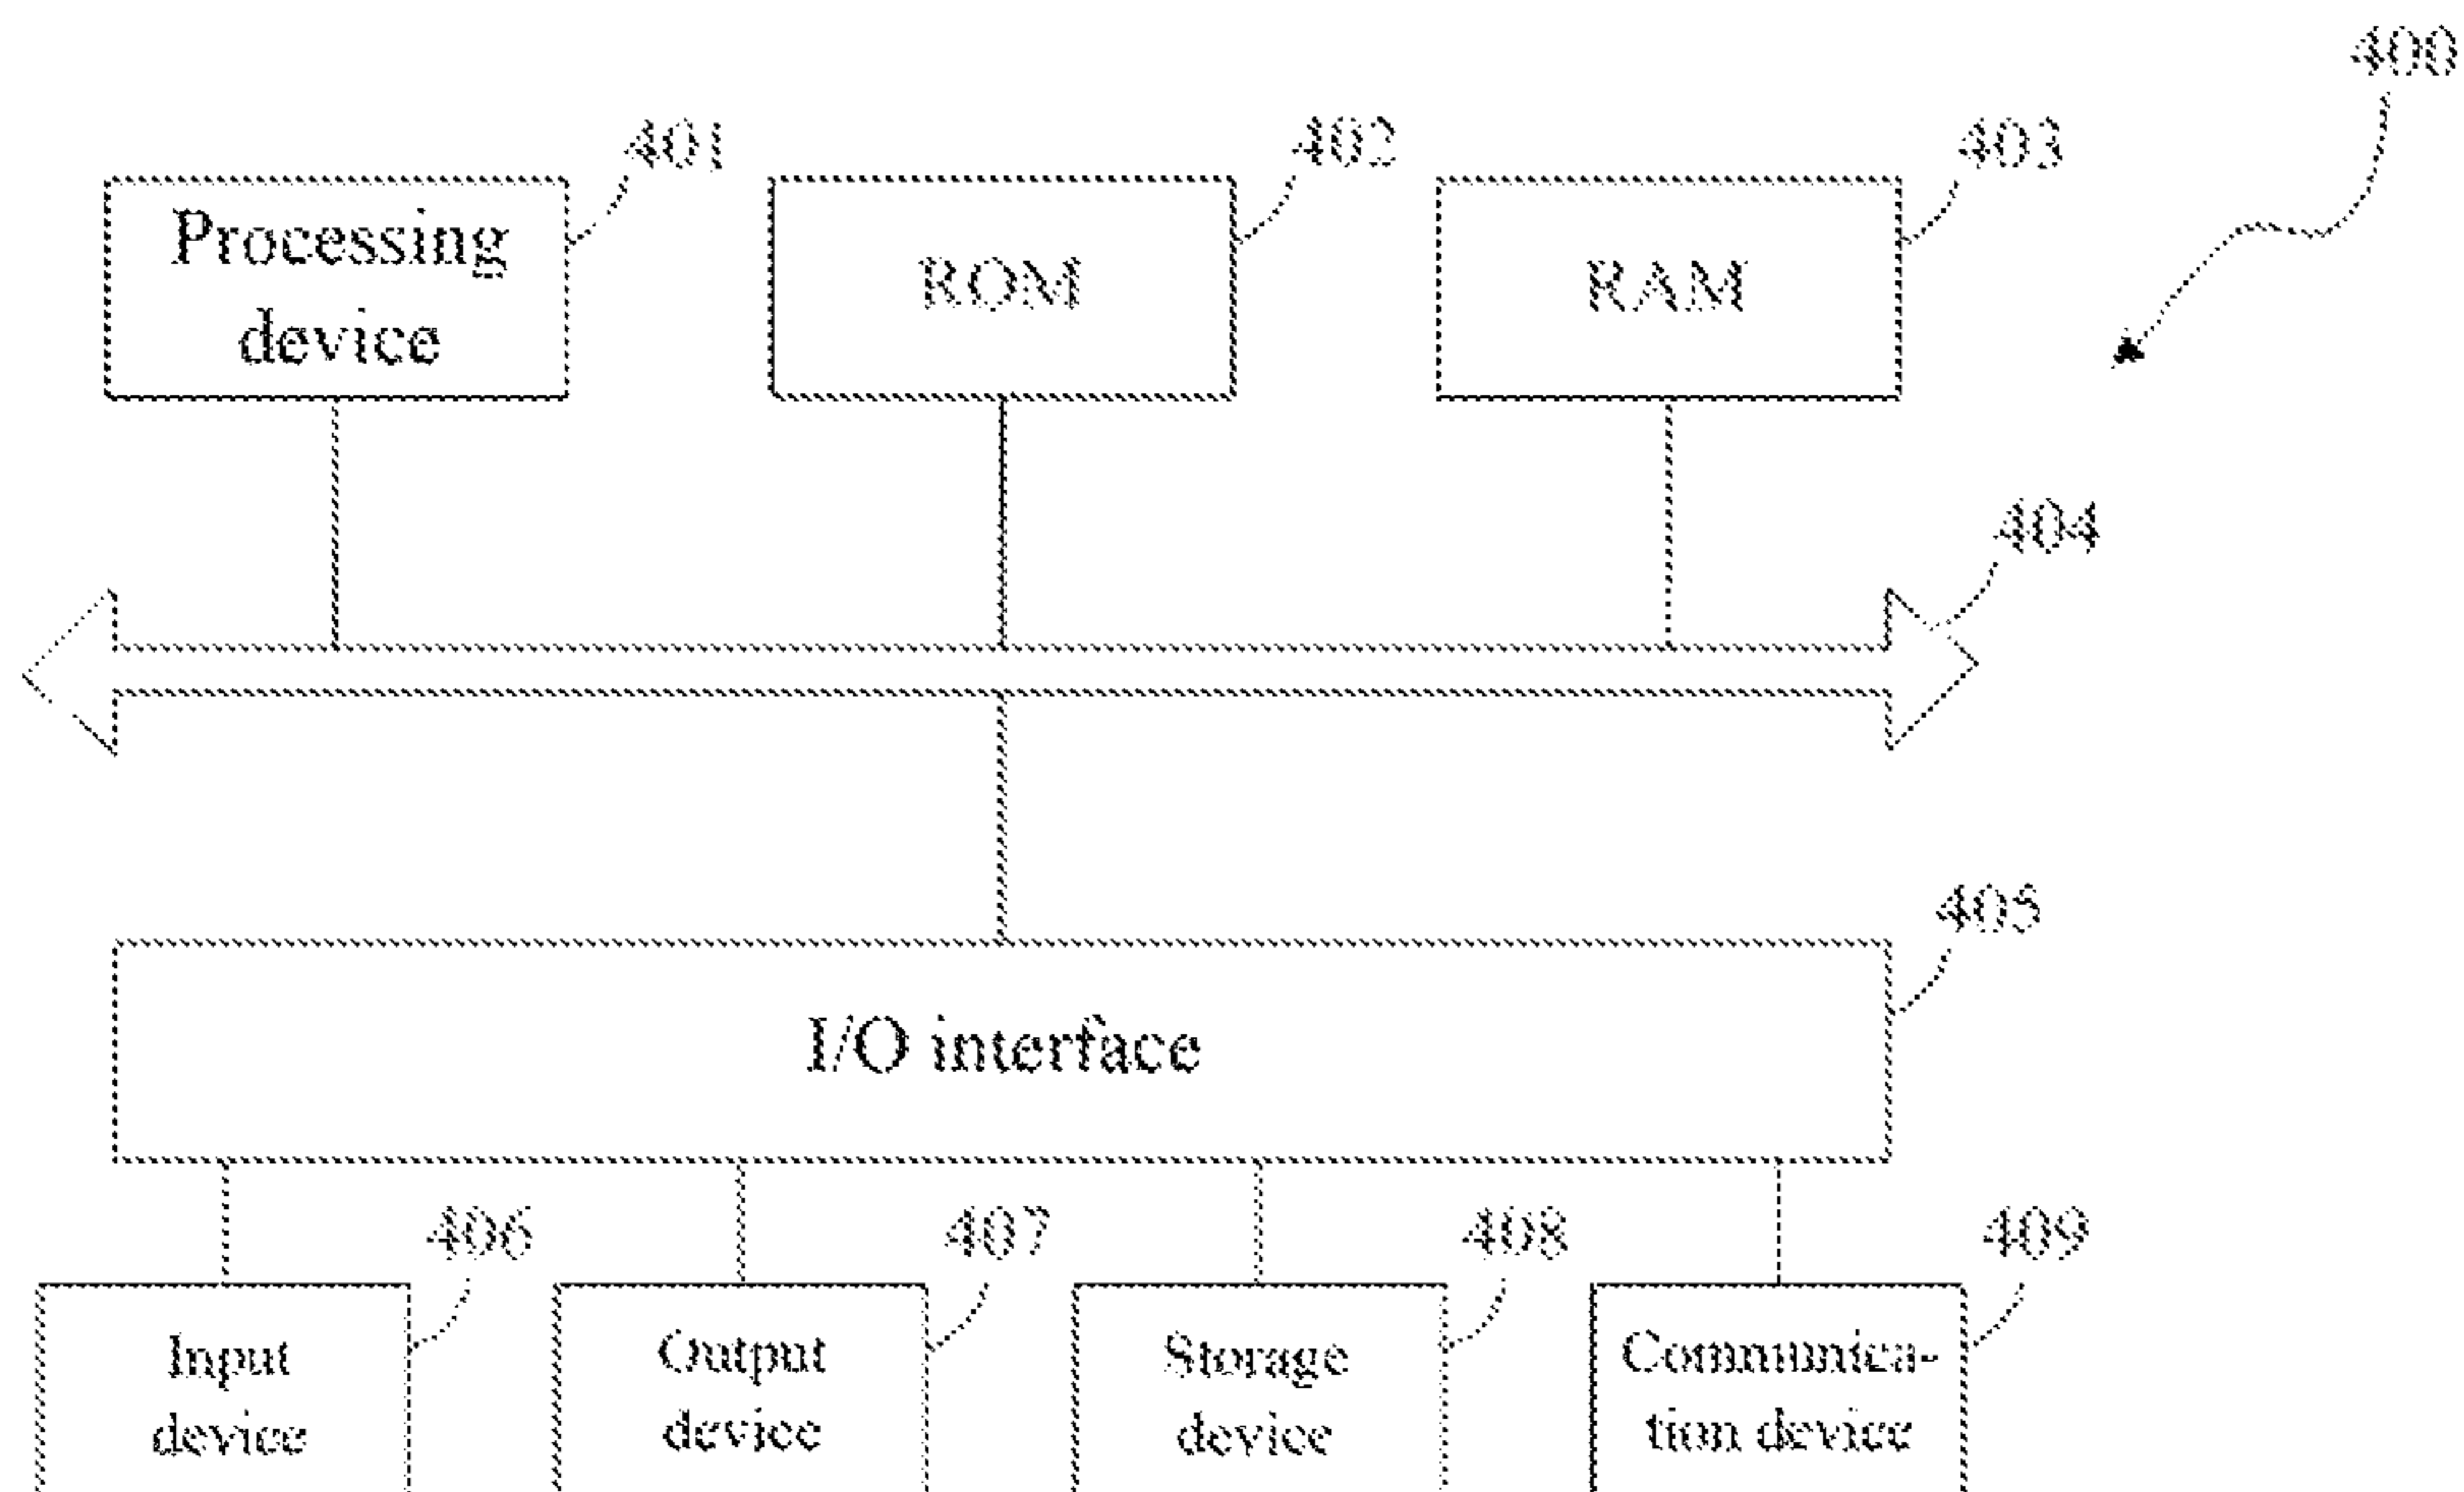 400
401
402
403
Processing
device
ROM
RAM
404
405
I/O interface
406
407
408
409
Input
device
Output
device
Storage
device
Communica-
tion device